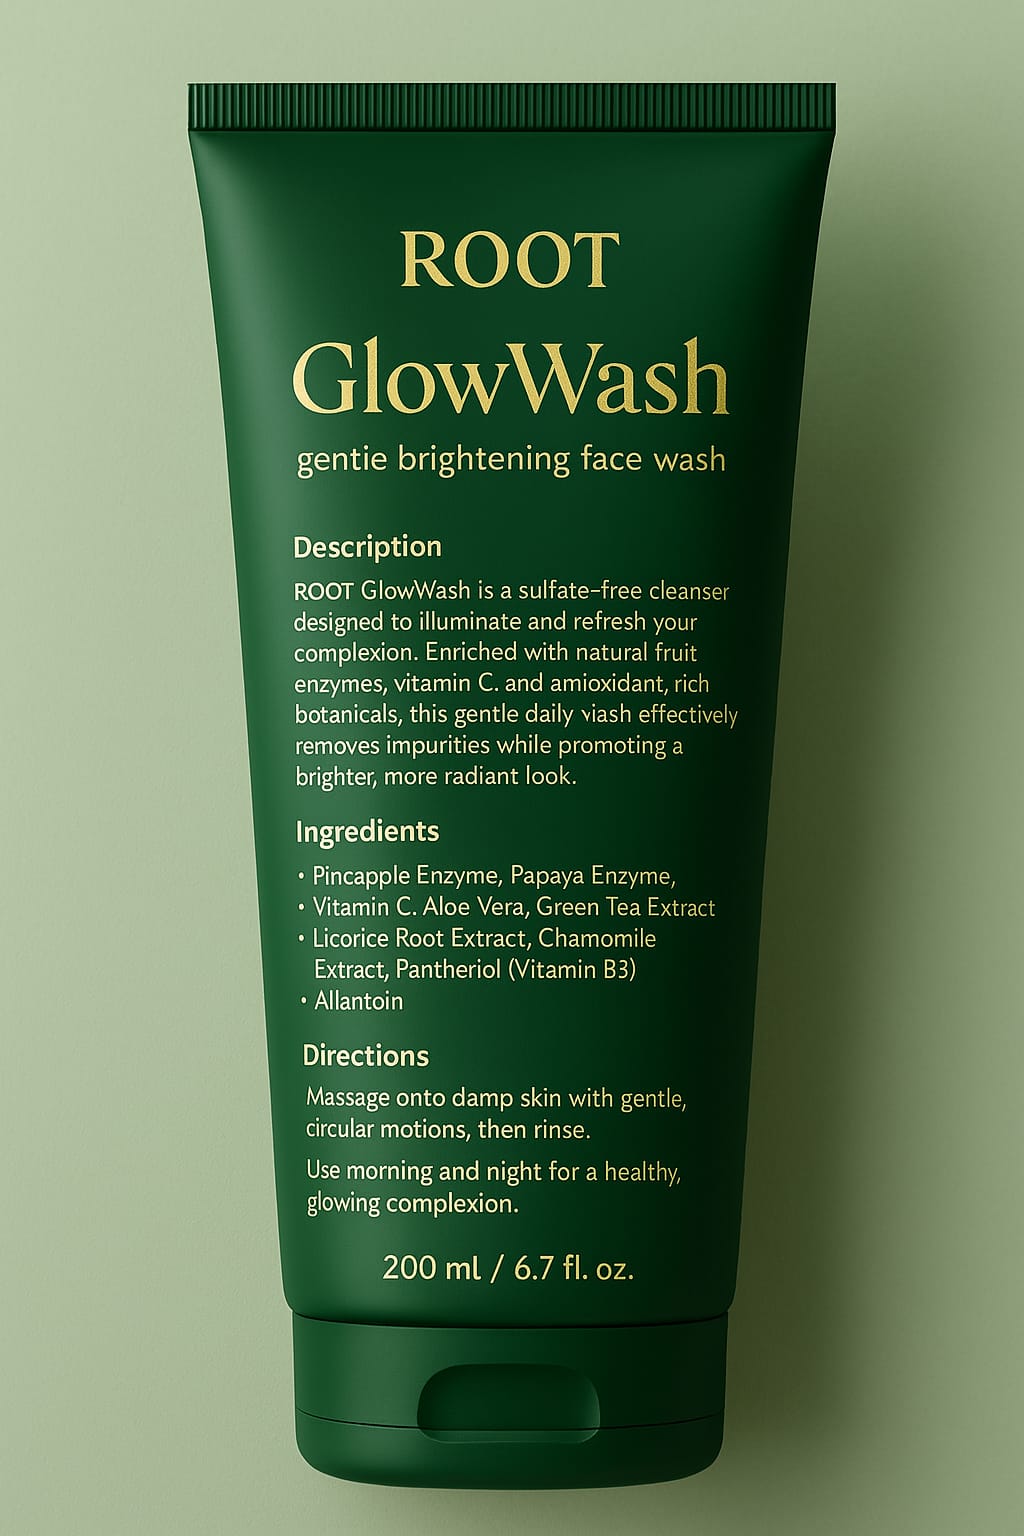 ROOT
GlowWash
gentie brightening face wash
Description
ROOT GlowWash is a sulfate-free cleanser
designed to illuminate and refresh your
complexion. Enriched with natural fruit
enzymes, vitamin C. and amioxidant, rich
botanicals, this gentle daily viash effectively
removes impurities while promoting a
brighter, more radiant look.
Ingredients
• Pincapple Enzyme, Papaya Enzyme,
• Vitamin C. Aloe Vera, Green Tea Extract
• Licorice Root Extract, Chamomile
Extract, Pantheriol (Vitamin B3)
• Allantoin
Directions
Massage onto damp skin with gentle,
circular motions, then rinse.
Use morning and night for a healthy,
glowing complexion.
200 ml / 6.7 fl. oz.